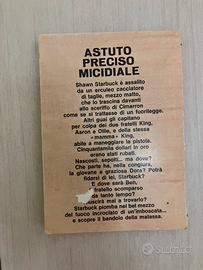 ASTUTO
PRECISO
MICIDIALE
Shawn Starbuck è assalito
da un erculeo cacciatore
di taglie, mezzo matto,
che lo trascina davanti
allo sceriffo di Cimarron
come se si trattasse di un fuorilegge.
Altri guai gli capitano
per colpa dei due fratelli King,
Aaron e Ollie, e della stessa
«mamma» King,
abile a maneggiare la pistola.
Cinquantamila dollari in oro
erano stati rubati.
Nascosti, sepolti... ma dove?
Che parte ha, nella congiura,
la giovane e graziosa Dora? Potrà
fidarsi di lei, Starbuck?
E dove sarà Ben,
fratello scomparso
tanto tempo?
mai a trovarlo?
Starbuck piomba nel bel mezzo
del fuoco incrociato di un'imboscata...
e scopre il bandolo della matassa.
Subito.it